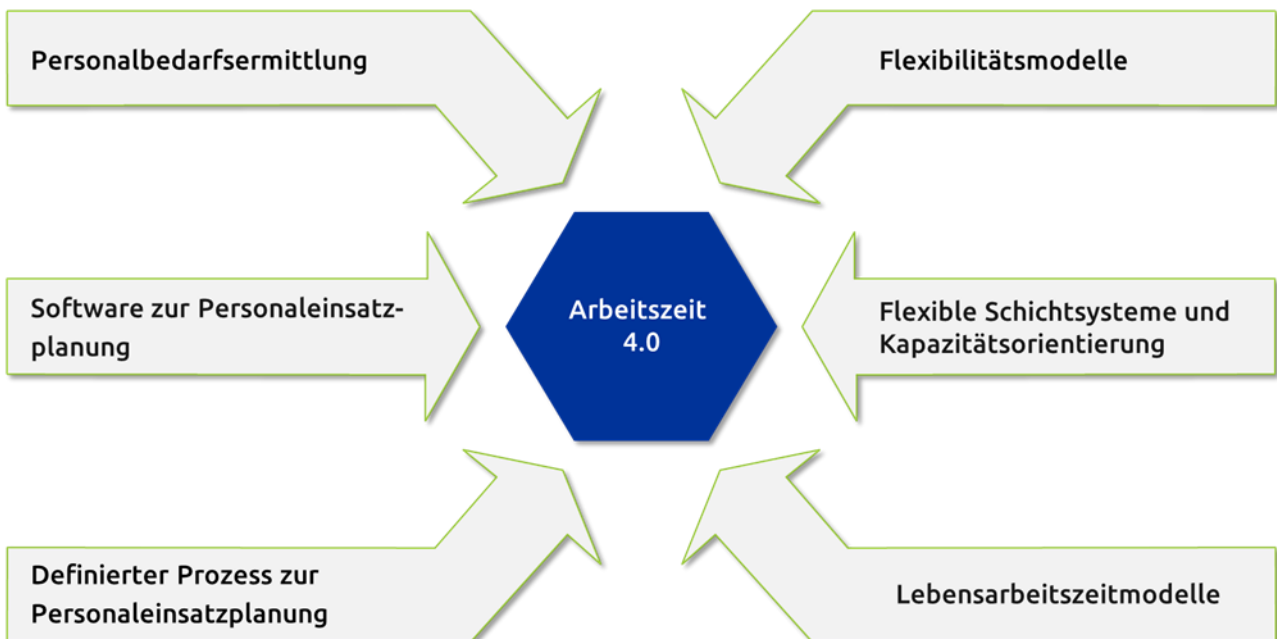 Personalbedarfsermittlung
Flexibilitätsmodelle
Software zur Personaleinsatz-
planung
Arbeitszeit
4.0
Flexible Schichtsysteme und
Kapazitätsorientierung
Definierter Prozess zur
Personaleinsatzplanung
Lebensarbeitszeitmodelle